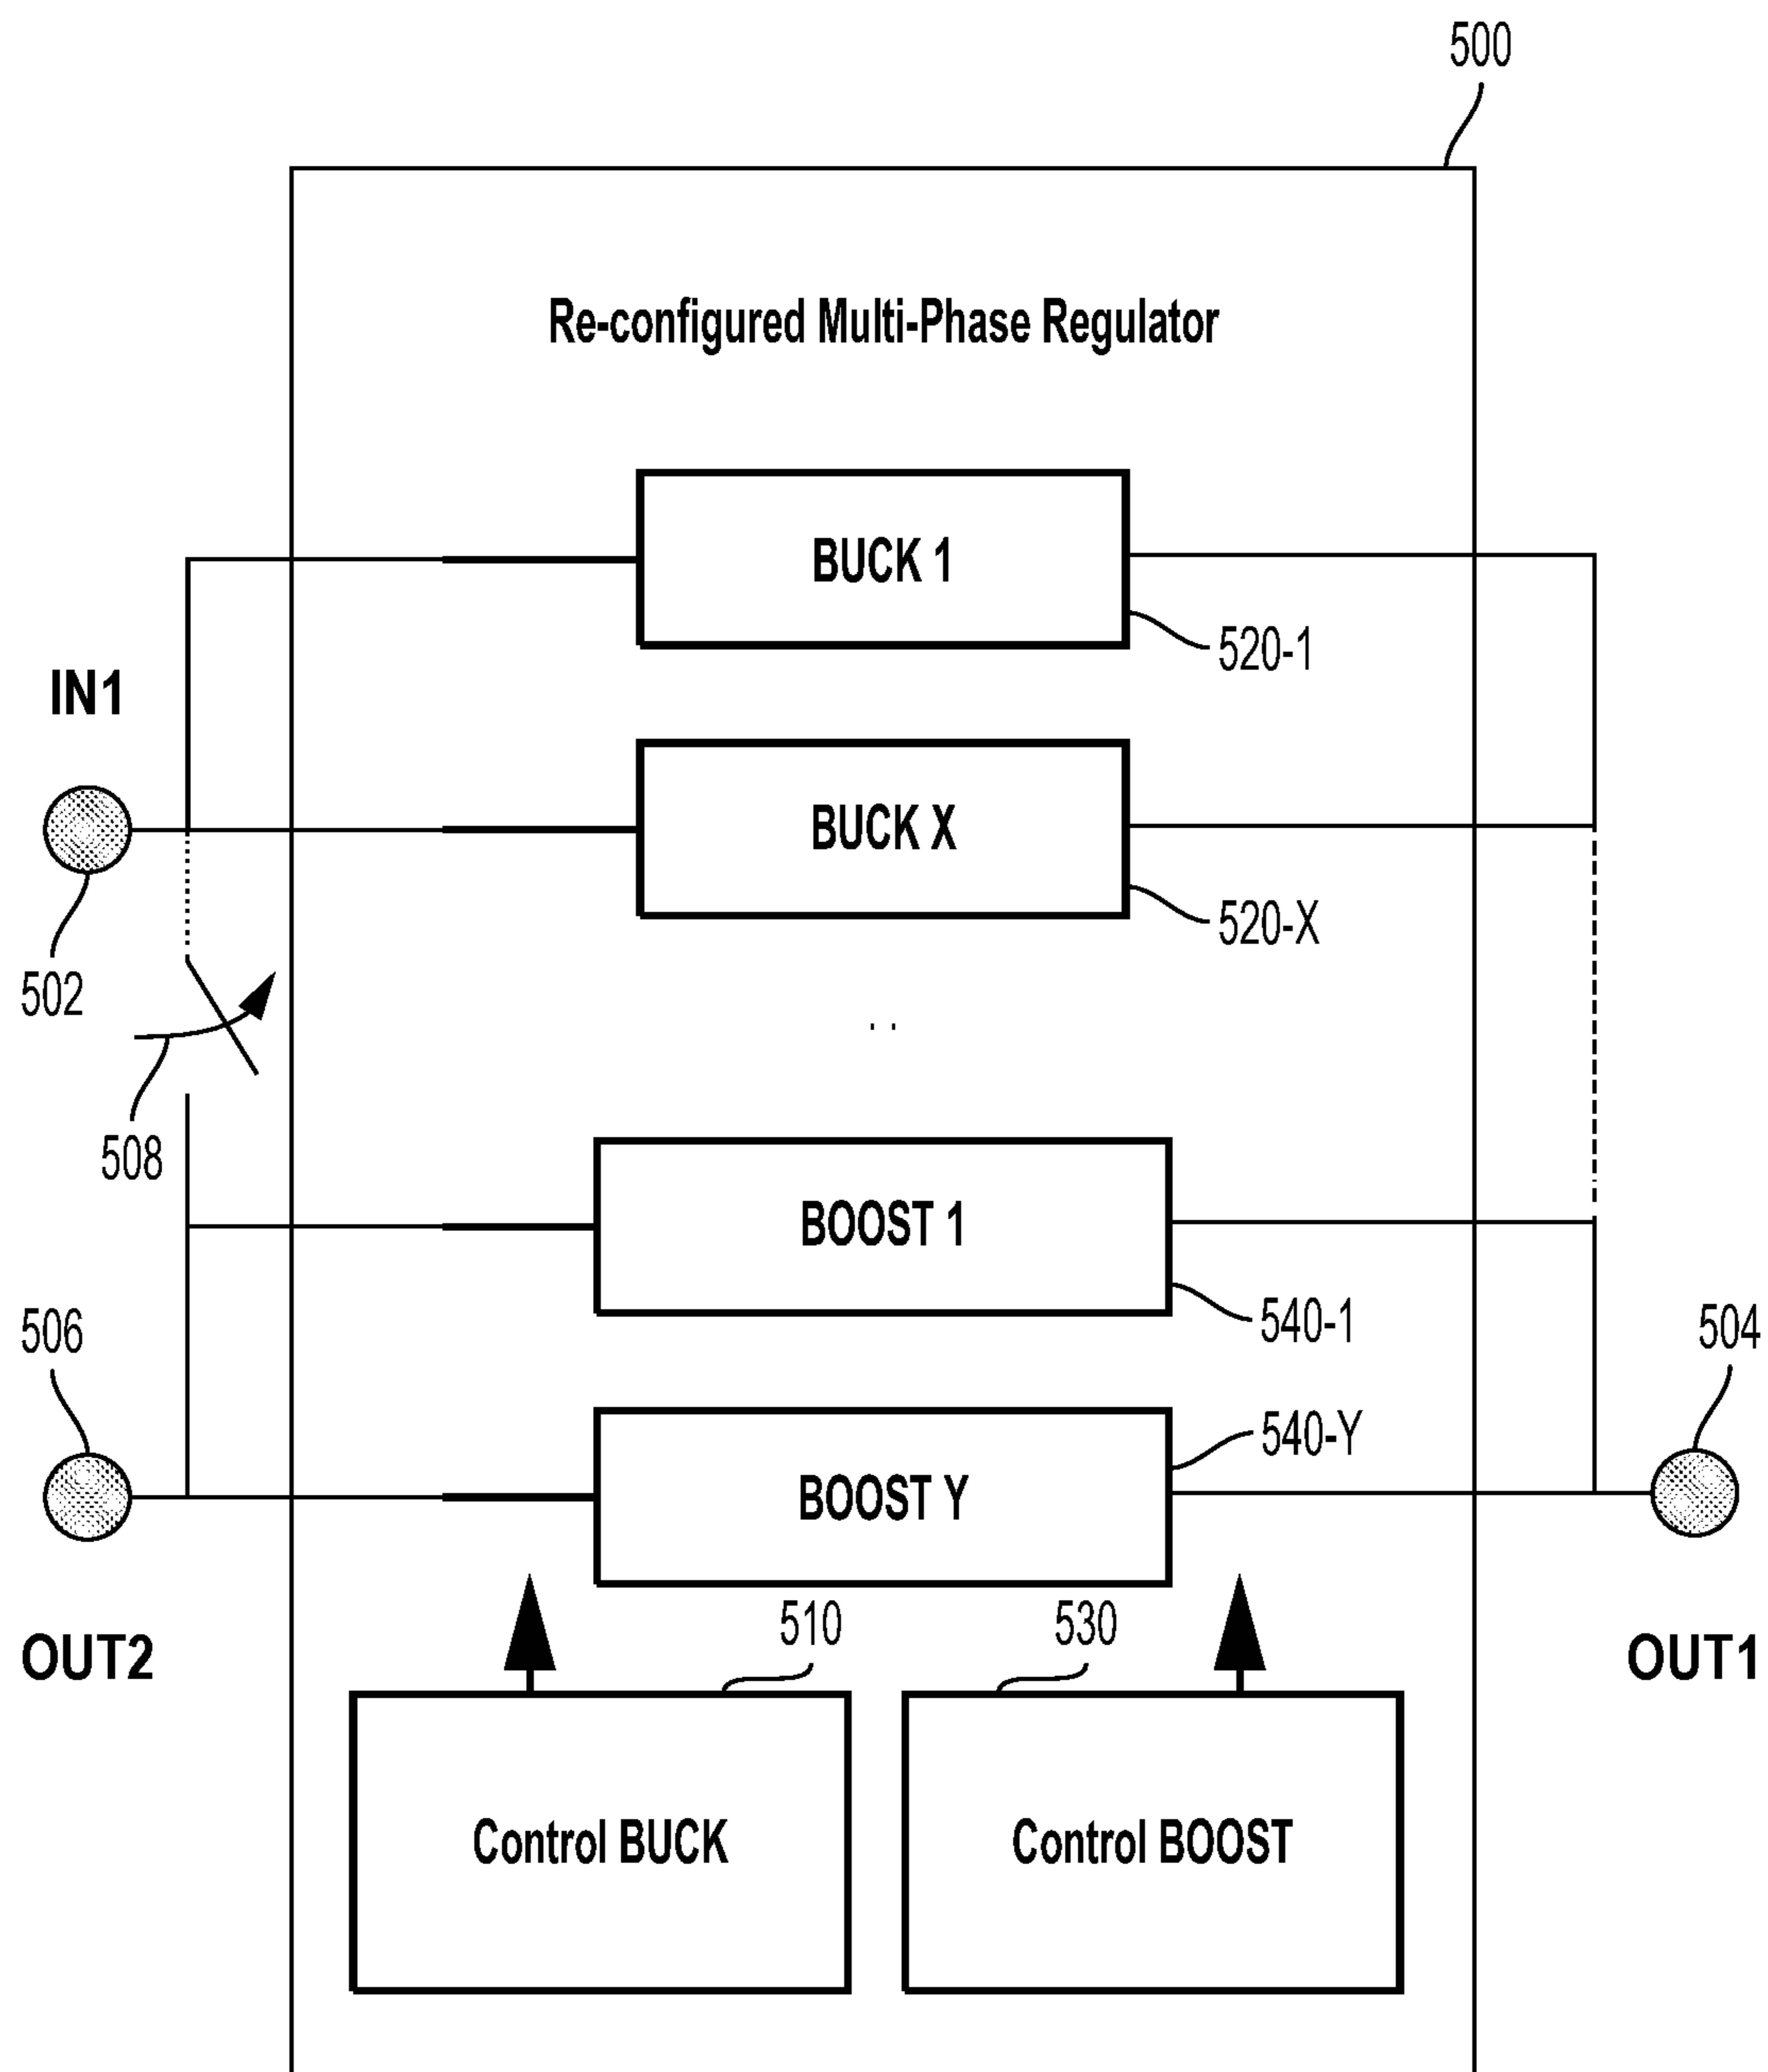 500
Re-configured Multi-Phase Regulator
BUCK 1
520-1
IN1
BUCK X
520-X
502
. .
508
BOOST 1
540-1
506
504
540-Y
BOOST Y
510
530
OUT2
OUT1
Control BUCK
Control BOOST